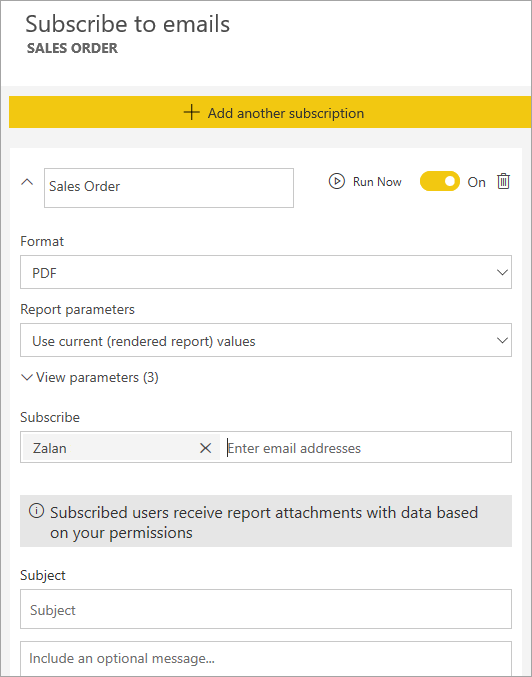 Subscribe to emails
SALES ORDER
Add another subscription
Sales Order
Run Now
On
Format
PDF
Report parameters
Use current (rendered report) values
View parameters (3)
Subscribe
Zalan
Enter email addresses
Subscribed users receive report attachments with data based
on your permissions
Subject
Subject
Include an optional message...